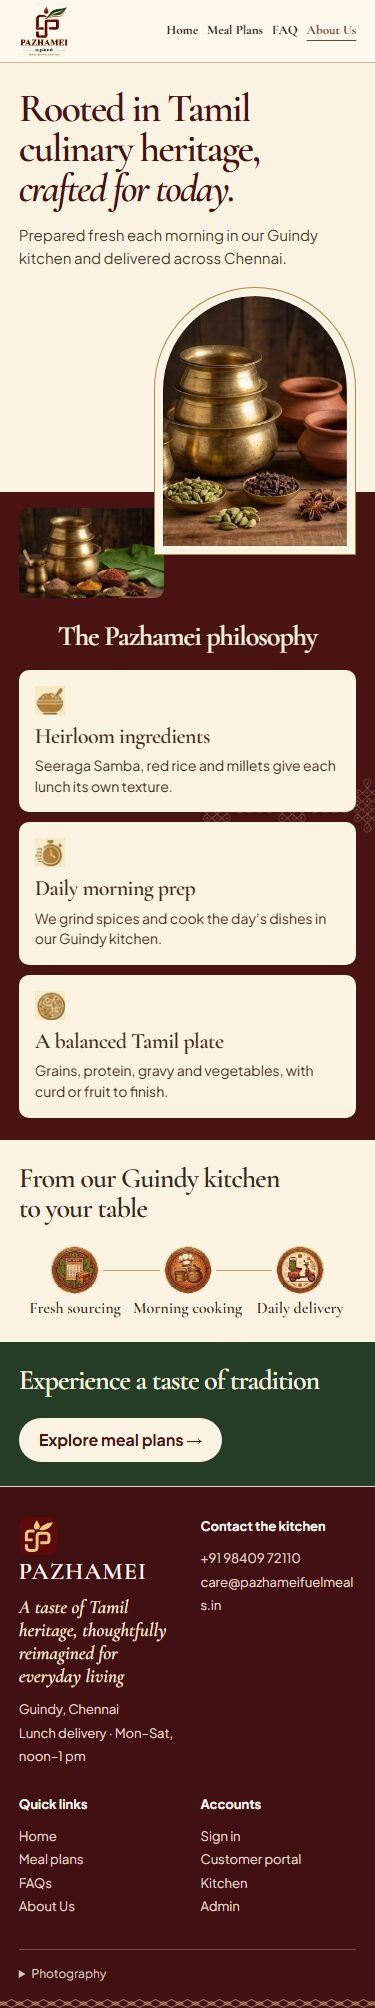 PAZHAMEI
Home Meal Plans FAQ About Us
Rooted in Tamil
culinary heritage,
crafted for today.
Prepared fresh each morning in our Guindy
kitchen and delivered across Chennai.
The Pazhamei philosophy
Heirloom ingredients
Seeraga Samba, red rice and millets give each
lunch its own texture.
Daily morning prep
We grind spices and cook the day’s dishes in
our Guindy kitchen.
A balanced Tamil plate
Grains, protein, gravy and vegetables, with
curd or fruit to finish.
From our Guindy kitchen
to your table
Fresh sourcing Morning cooking Daily delivery
Experience a taste of tradition
Explore meal plans →
PAZHAMEI
A taste of Tamil
heritage, thoughtfully
reimagined for
everyday living
Guindy, Chennai
Lunch delivery · Mon–Sat,
noon–1 pm
Contact the kitchen
+91 98409 72110
care@pazhameifuelmeal
s.in
Quick links
Home
Meal plans
FAQs
About Us
Accounts
Sign in
Customer portal
Kitchen
Admin
Photography